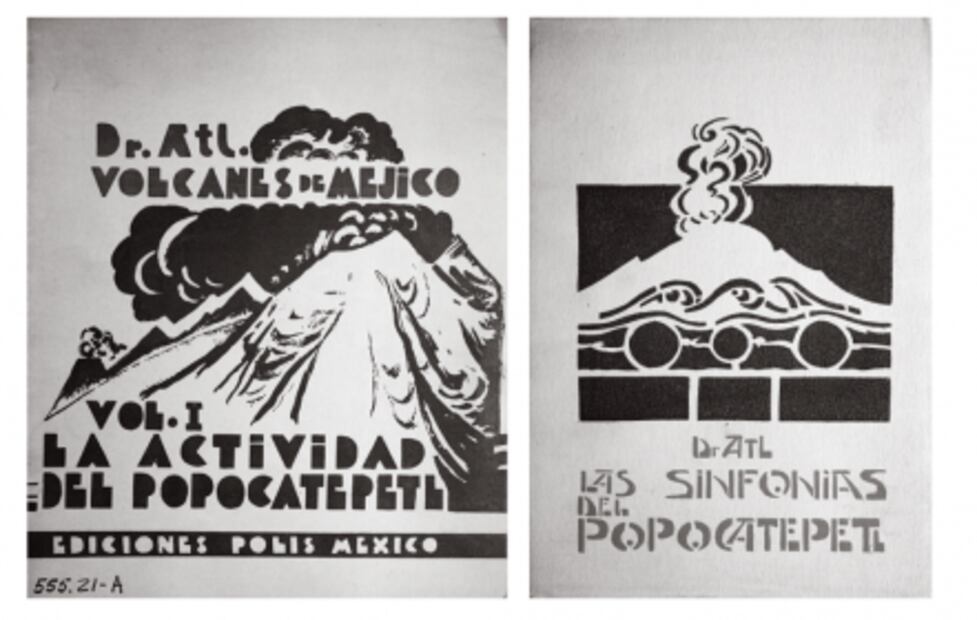 Dr. Atl.
VOLCANES DE MEJiCO
VOL. I
LA ACTiViDAD
DEL POPOCATEPETL
EDICIONES POLIS MEXICO
555.21-A
Dr ATL
LAS SINFONiAS
DEL
POPOCATEPETL